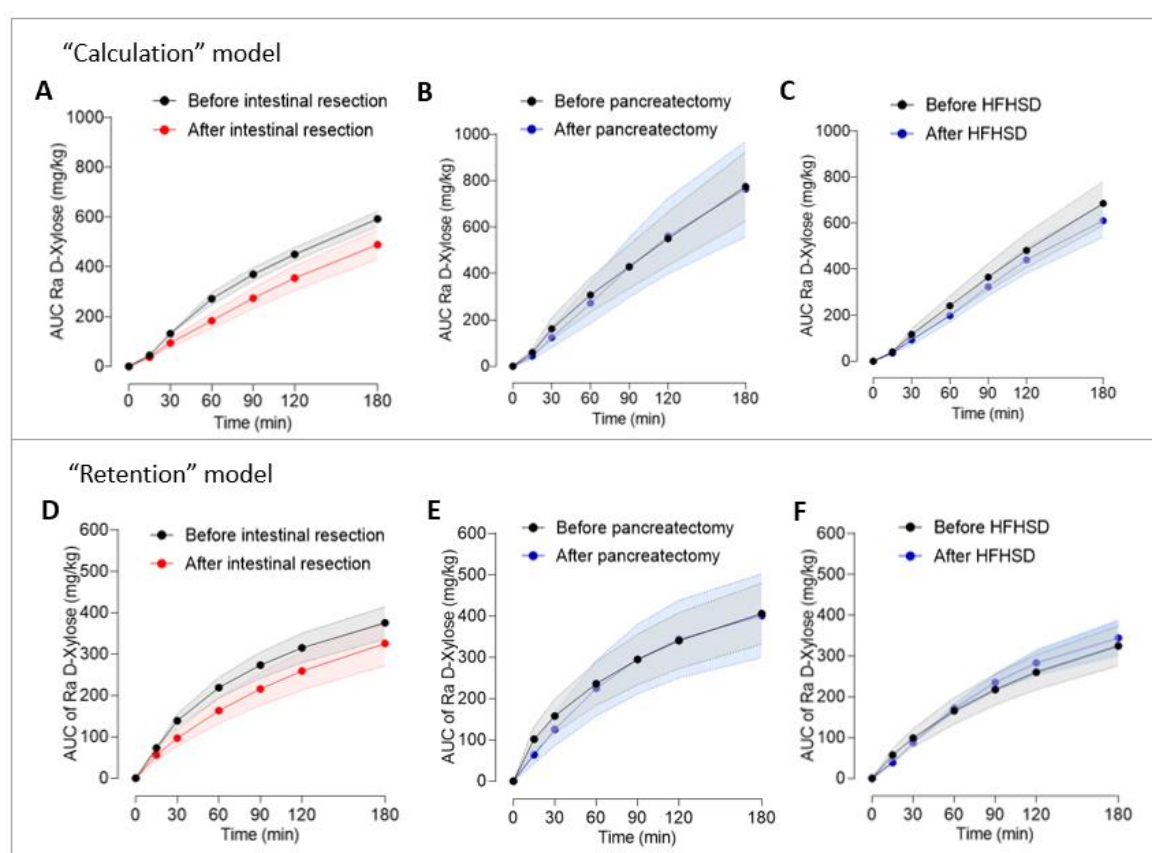 “Calculation” model
A
Before intestinal resection
After intestinal resection
AUC Ra D-Xylose (mg/kg)
1000
800
600
400
200
0
0 30 60 90 120 180
Time (min)
B
Before pancreatectomy
After pancreatectomy
AUC Ra D-Xylose (mg/kg)
1000
800
600
400
200
0
0 30 60 90 120 180
Time (min)
C
Before HFHSD
After HFHSD
AUC Ra D-Xylose (mg/kg)
1000
800
600
400
200
0
0 30 60 90 120 180
Time (min)
“Retention” model
D
Before intestinal resection
After intestinal resection
AUC of Ra D-Xylose (mg/kg)
600
500
400
300
200
100
0
0 30 60 90 120 180
Time (min)
E
Before pancreatectomy
After pancreatectomy
AUC of Ra D-Xylose (mg/kg)
600
500
400
300
200
100
0
0 30 60 90 120 180
Time (min)
F
Before HFHSD
After HFHSD
AUC of Ra D-Xylose (mg/kg)
600
500
400
300
200
100
0
0 30 60 90 120 180
Time (min)